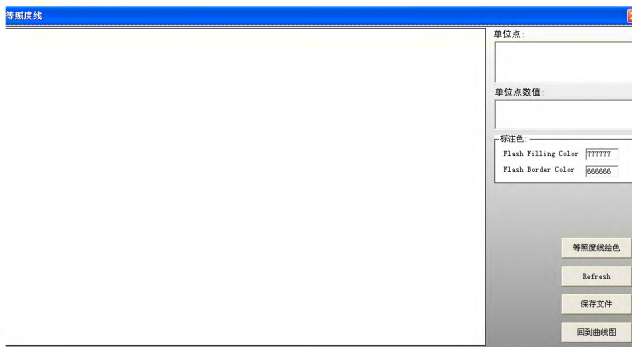 等照度线
单位点:
单位点数值:
标注色:
Flash Filling Color 777777
Flash Border Color 666666
等照度线绘色
Refresh
保存文件
回到曲线图